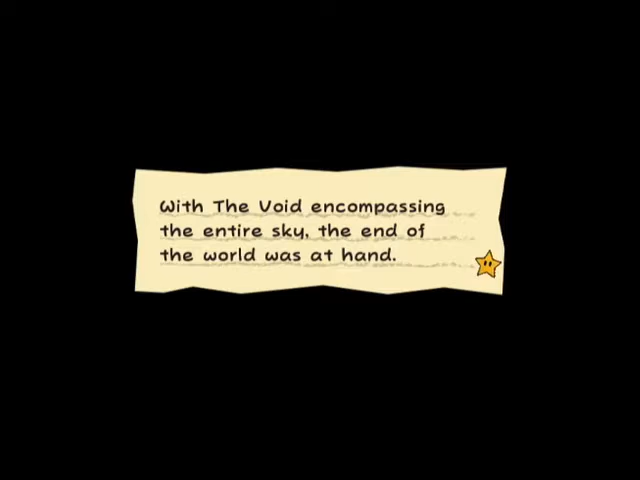 With The Void encompassing
the entire sky, the end of
the world was at hand.